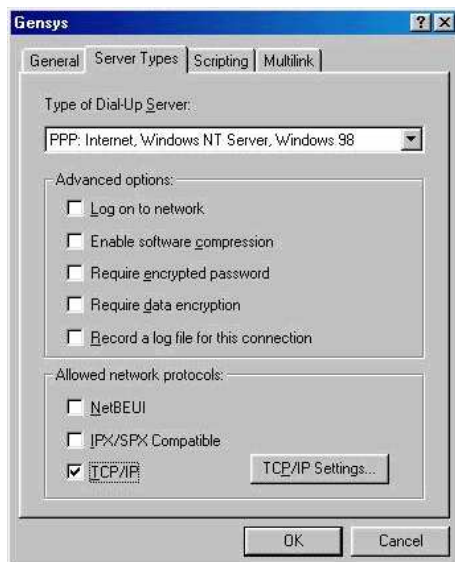 Gensys
General Server Types Scripting Multilink
Type of Dial-Up Server:
PPP: Internet, Windows NT Server, Windows 98
Advanced options:
Log on to network
Enable software compression
Require encrypted password
Require data encryption
Record a log file for this connection
Allowed network protocols:
NetBEUI
IPX/SPX Compatible
TCP/IP
TCP/IP Settings...
OK Cancel